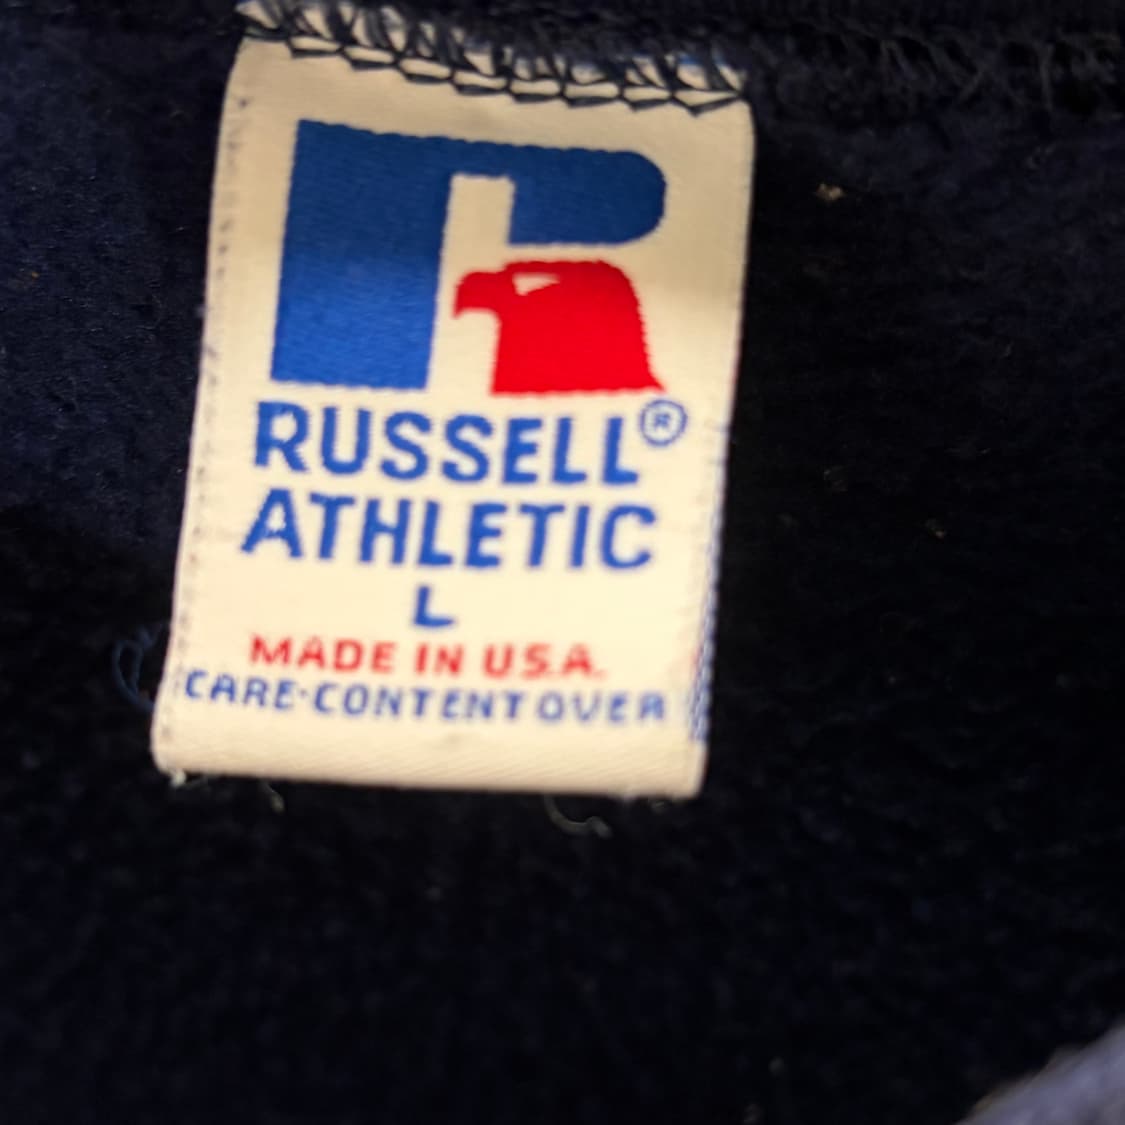 RUSSELL®
ATHLETIC
L
MADE IN U.S.A.
CARE·CONTENT OVER